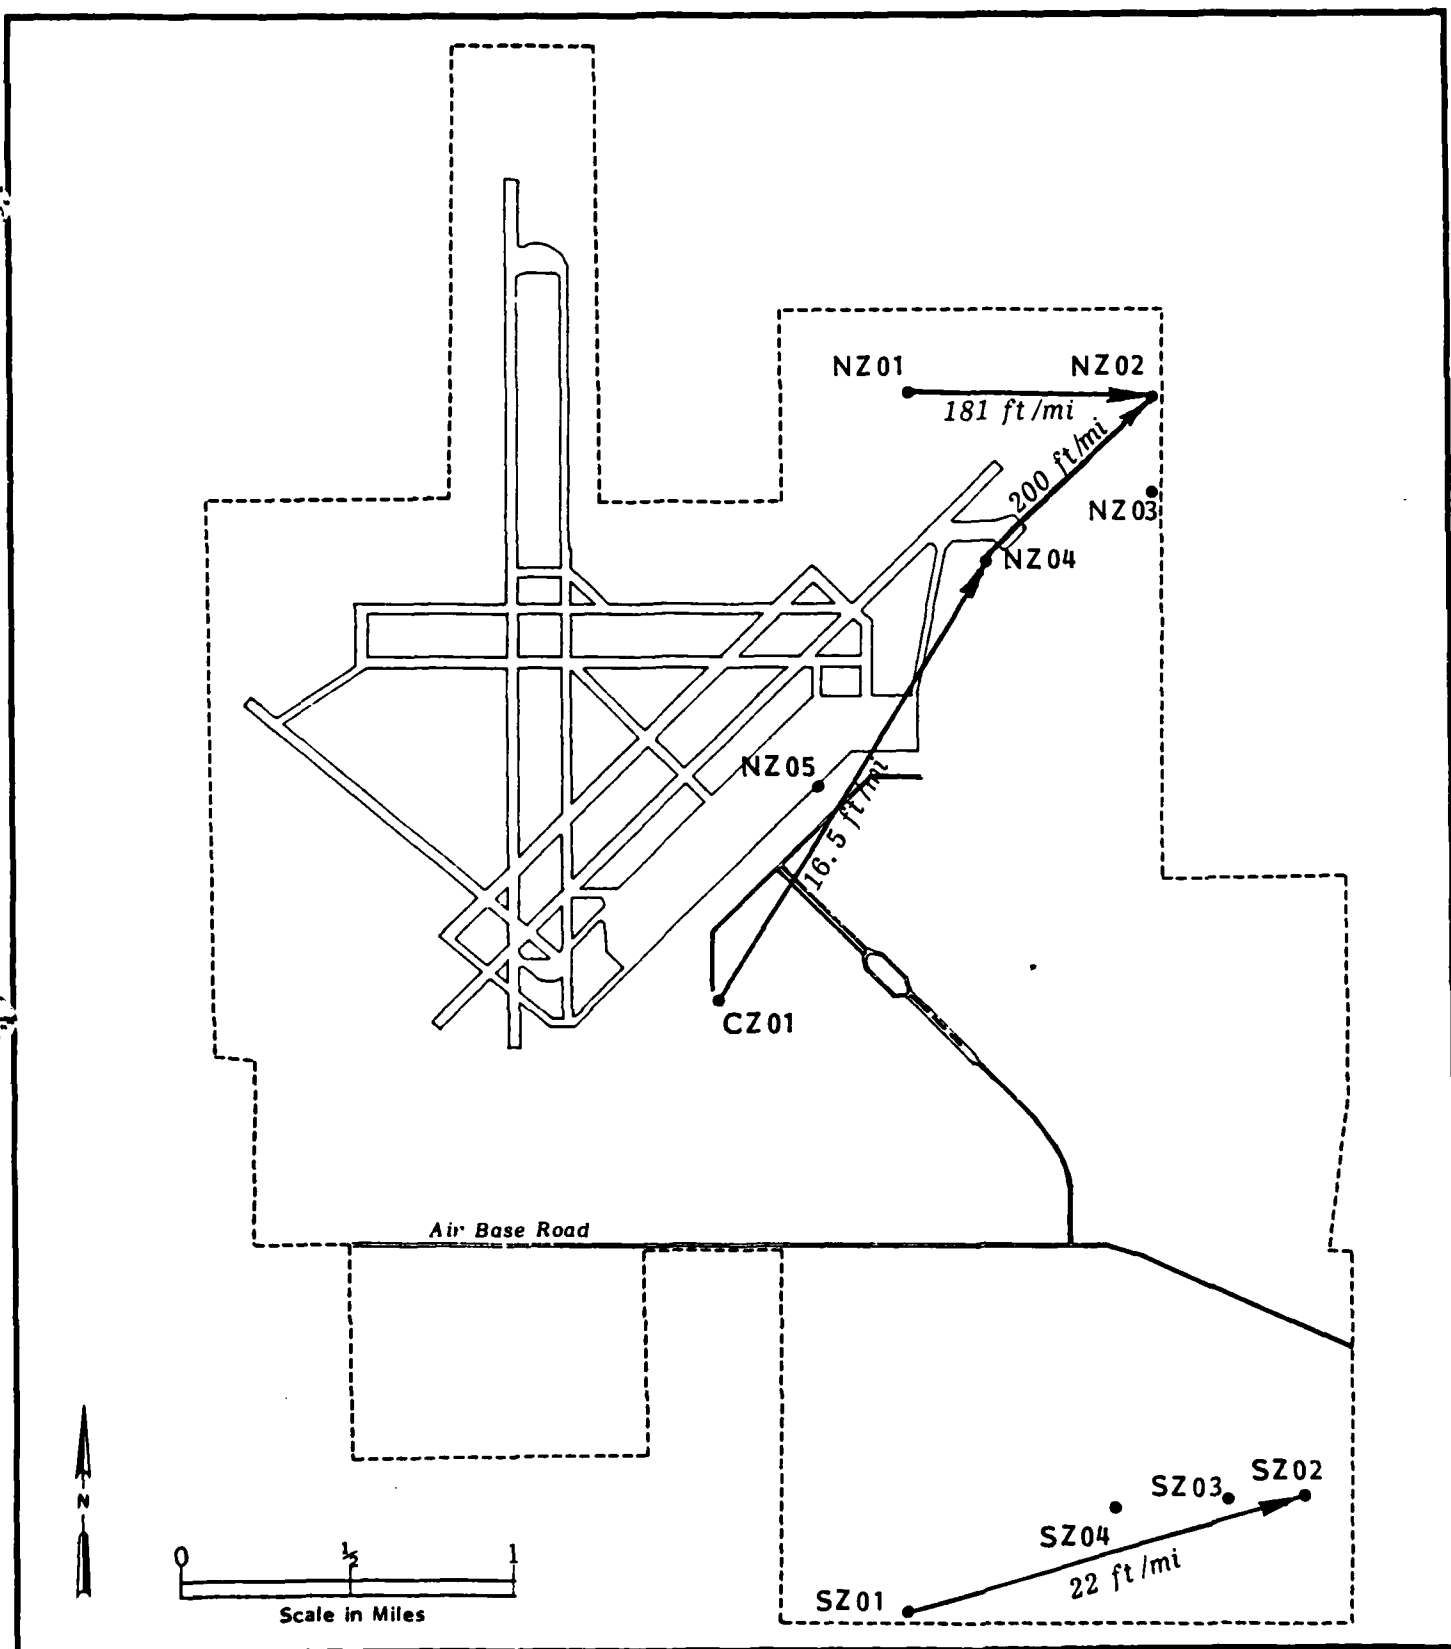 NZ01
NZ02
181 ft/mi
200 ft/mi
NZ03
NZ04
NZ05
16.5 ft/mi
CZ01
Air Base Road
SZ02
SZ03
SZ04
22 ft/mi
SZ01
N
0 ½ 1
Scale in Miles